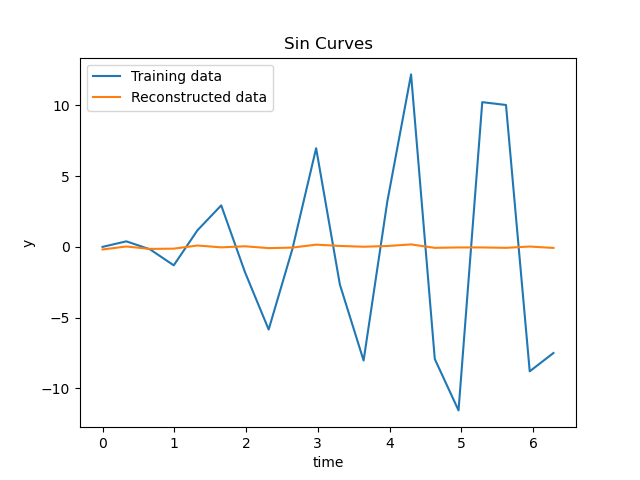 Sin Curves
Training data
Reconstructed data
10
5
0
−5
−10
y
0 1 2 3 4 5 6
time